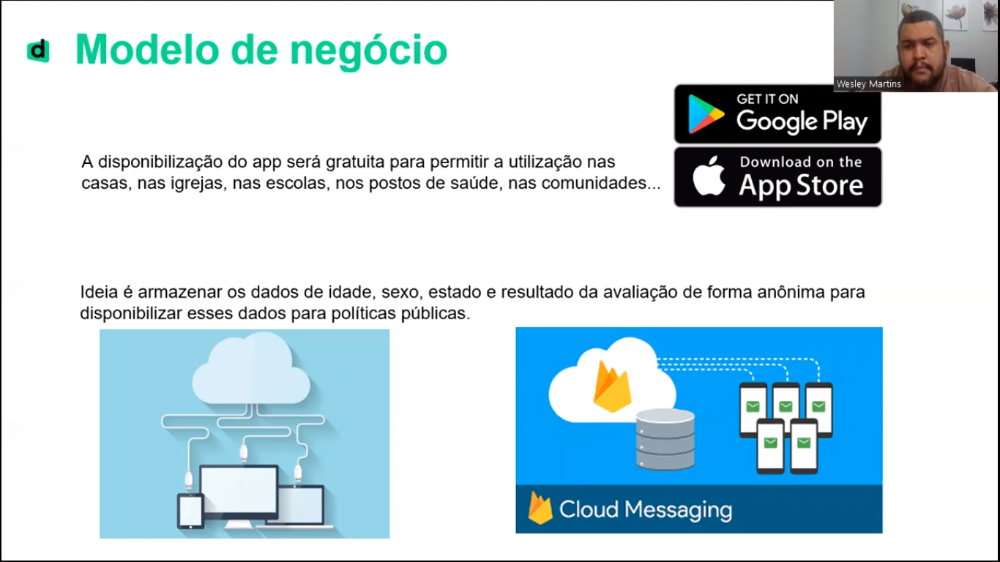 d Modelo de negócio
Wesley Martins
GET IT ON
Google Play
Download on the
App Store
A disponibilização do app será gratuita para permitir a utilização nas
casas, nas igrejas, nas escolas, nos postos de saúde, nas comunidades...
Ideia é armazenar os dados de idade, sexo, estado e resultado da avaliação de forma anônima para
disponibilizar esses dados para políticas públicas.
Cloud Messaging